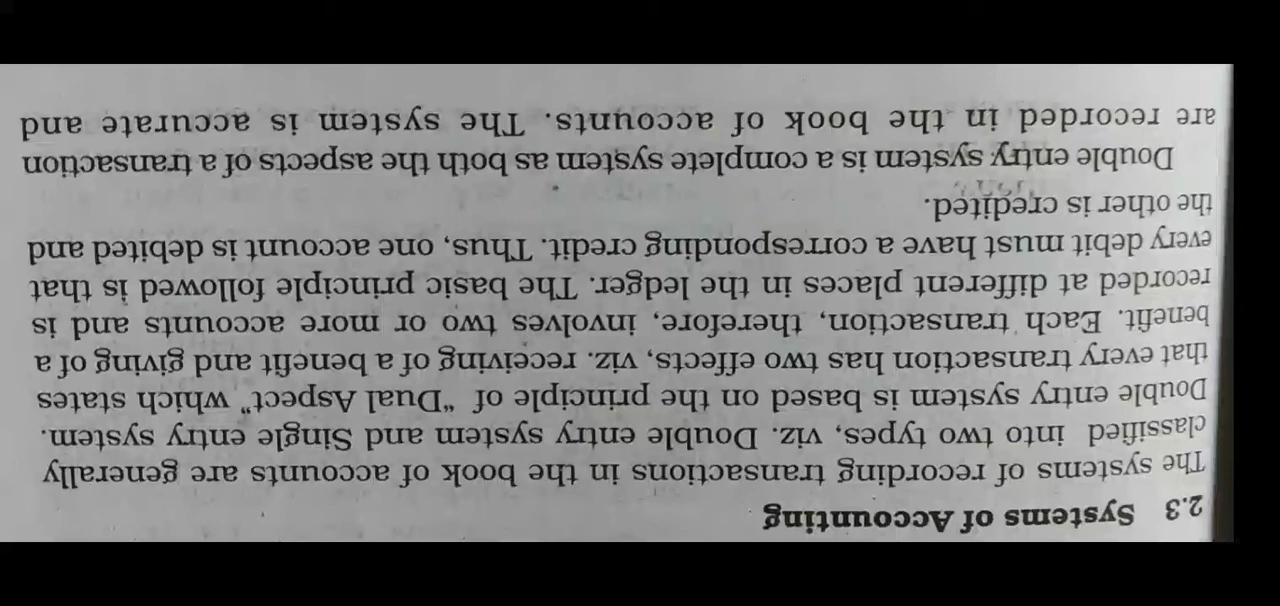 2.3 Systems of Accounting
The systems of recording transactions in the book of accounts are generally
classified into two types, viz. Double entry system and Single entry system.
Double entry system is based on the principle of "Dual Aspect" which states
that every transaction has two effects, viz. receiving of a benefit and giving of a
benefit. Each transaction, therefore, involves two or more accounts and is
recorded at different places in the ledger. The basic principle followed is that
every debit must have a corresponding credit. Thus, one account is debited and
the other is credited.
Double entry system is a complete system as both the aspects of a transaction
are recorded in the book of accounts. The system is accurate and